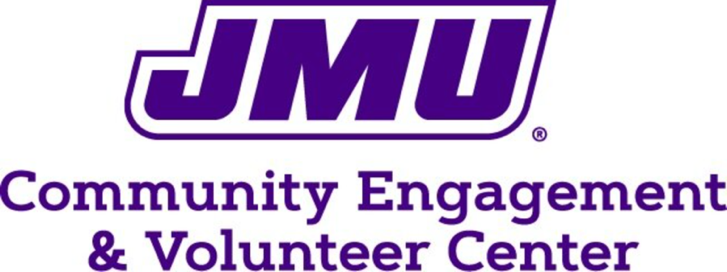 JMU®
Community Engagement
& Volunteer Center